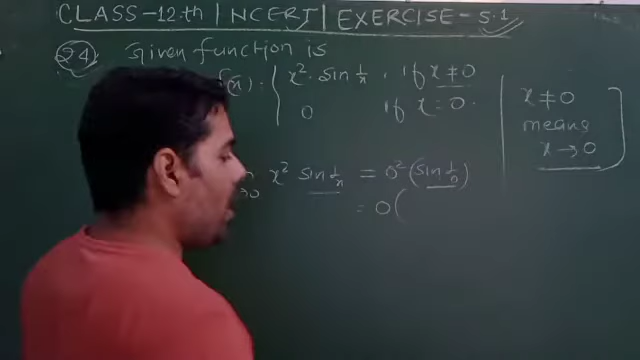 CLASS-12th | NCERT | EXERCISE-5.1
24 Given function is
f(x) = { x² · sin 1/x , if x ≠ 0
0 if x = 0
x ≠ 0
means
x → 0
x² sin 1/x = 0² (sin 1/0)
= 0 (